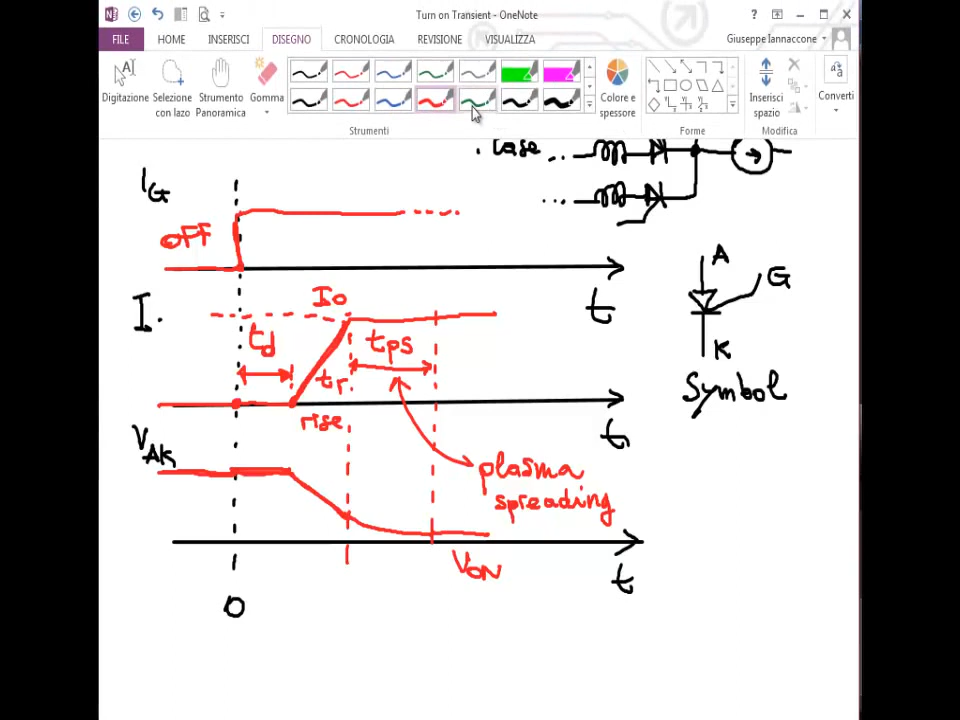 Turn on Transient - OneNote
FILE HOME INSERISCI DISEGNO CRONOLOGIA REVISIONE VISUALIZZA
Giuseppe Iannaccone
Digitazione
Selezione con lazo
Strumento Panoramica
Gomma
Strumenti
Colore e spessore
Forme
Inserisci spazio
Modifica
Converti
. case ..
..
IG
OFF
t
A
G
K
Symbol
I.
Io
td
tr
tps
rise
t
VAK
plasma
spreading
VON
t
0